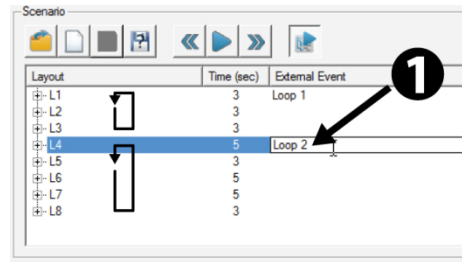 Scenario
Layout Time (sec) External Event
L1 3 Loop 1
L2 3
L3 3
L4 5 Loop 2
L5 3
L6 5
L7 5
L8 3
1